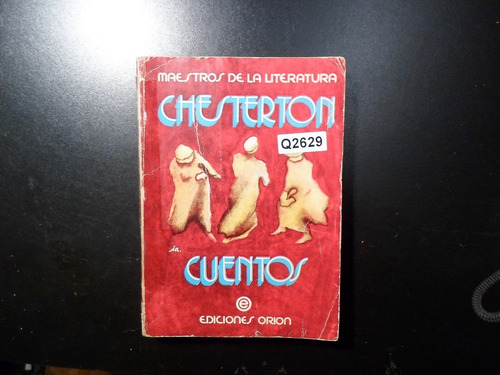 MAESTROS DE LA LITERATURA
CHESTERTON
Q2629
CUENTOS
e
EDICIONES ORION